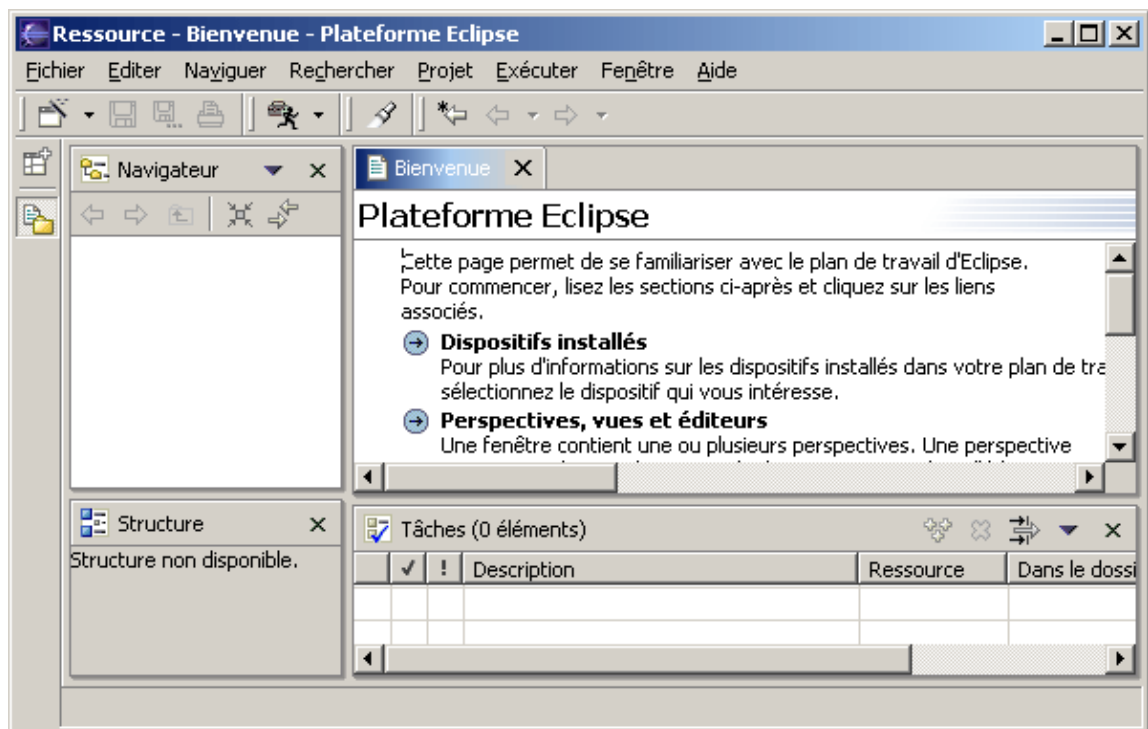 Ressource - Bienvenue - Plateforme Eclipse
Fichier Editer Naviguer Rechercher Projet Exécuter Fenêtre Aide
Navigateur
Bienvenue
Plateforme Eclipse
Cette page permet de se familiariser avec le plan de travail d'Eclipse.
Pour commencer, lisez les sections ci-après et cliquez sur les liens
associés.
Dispositifs installés
Pour plus d'informations sur les dispositifs installés dans votre plan de tra
sélectionnez le dispositif qui vous intéresse.
Perspectives, vues et éditeurs
Une fenêtre contient une ou plusieurs perspectives. Une perspective
Structure
Structure non disponible.
Tâches (0 éléments)
! Description Ressource Dans le dossi